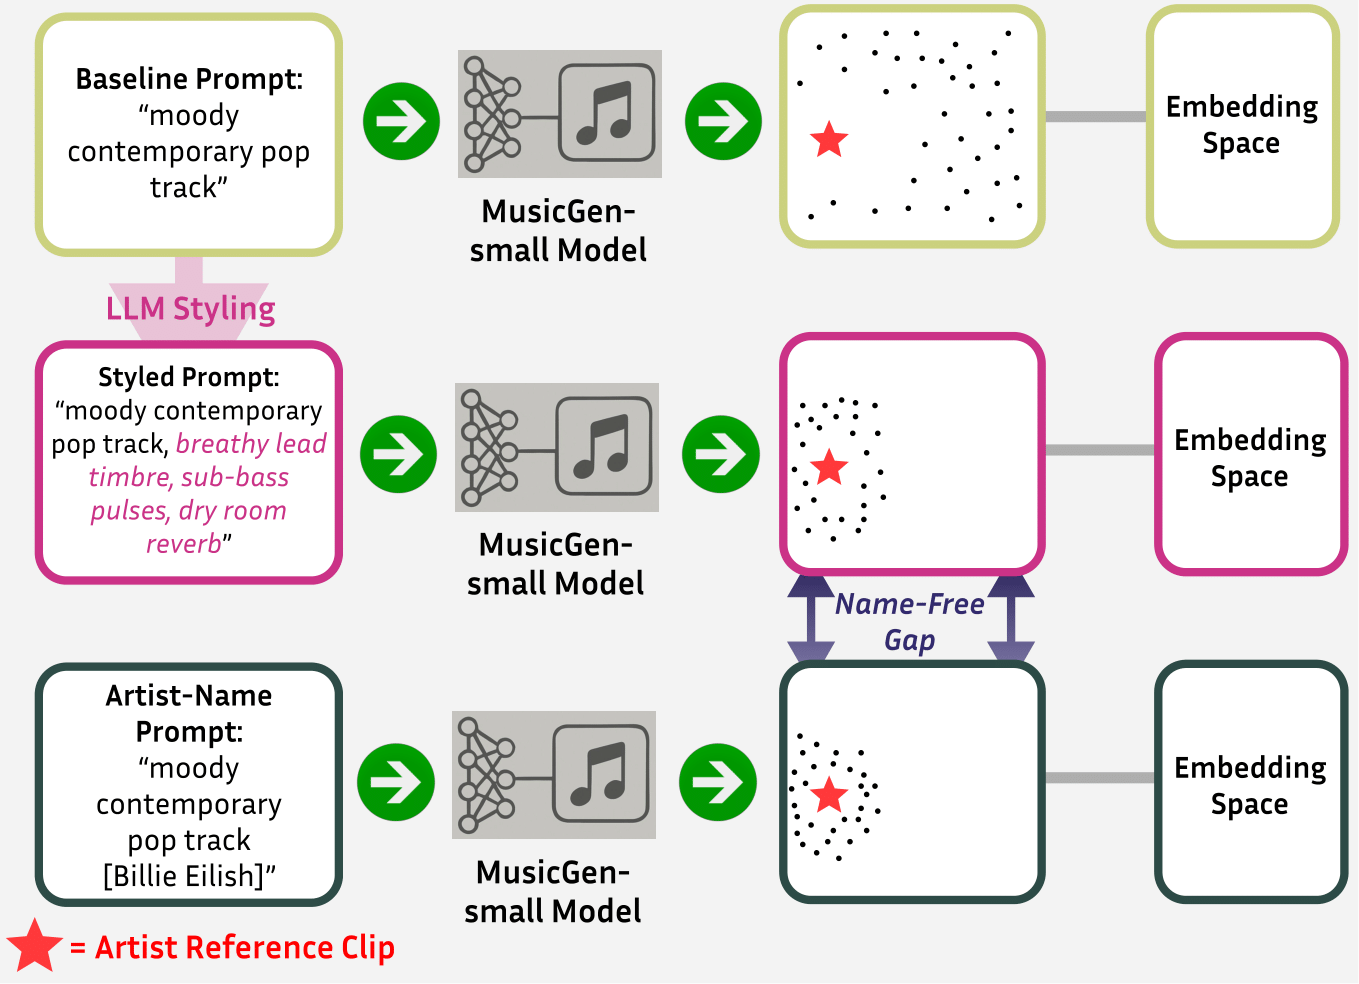 Baseline Prompt:
“moody
contemporary pop
track”
MusicGen-
small Model
Embedding
Space
LLM Styling
Styled Prompt:
“moody contemporary
pop track, breathy lead
timbre, sub-bass
pulses, dry room
reverb”
MusicGen-
small Model
Embedding
Space
Name-Free
Gap
Artist-Name
Prompt:
“moody
contemporary
pop track
[Billie Eilish]”
MusicGen-
small Model
Embedding
Space
= Artist Reference Clip